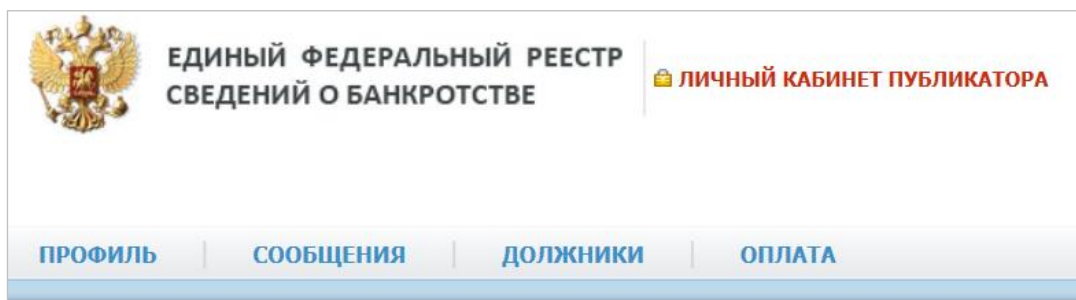 ЕДИНЫЙ ФЕДЕРАЛЬНЫЙ РЕЕСТР
СВЕДЕНИЙ О БАНКРОТСТВЕ
ЛИЧНЫЙ КАБИНЕТ ПУБЛИКАТОРА
ПРОФИЛЬ СООБЩЕНИЯ ДОЛЖНИКИ ОПЛАТА